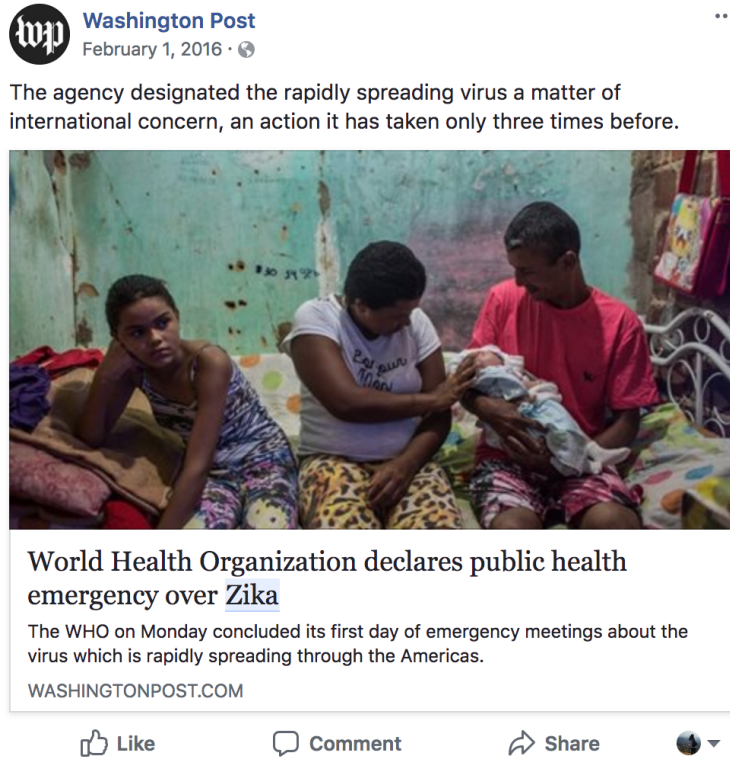 wp
Washington Post
February 1, 2016 ·
The agency designated the rapidly spreading virus a matter of
international concern, an action it has taken only three times before.
World Health Organization declares public health
emergency over Zika
The WHO on Monday concluded its first day of emergency meetings about the
virus which is rapidly spreading through the Americas.
WASHINGTONPOST.COM
Like Comment Share